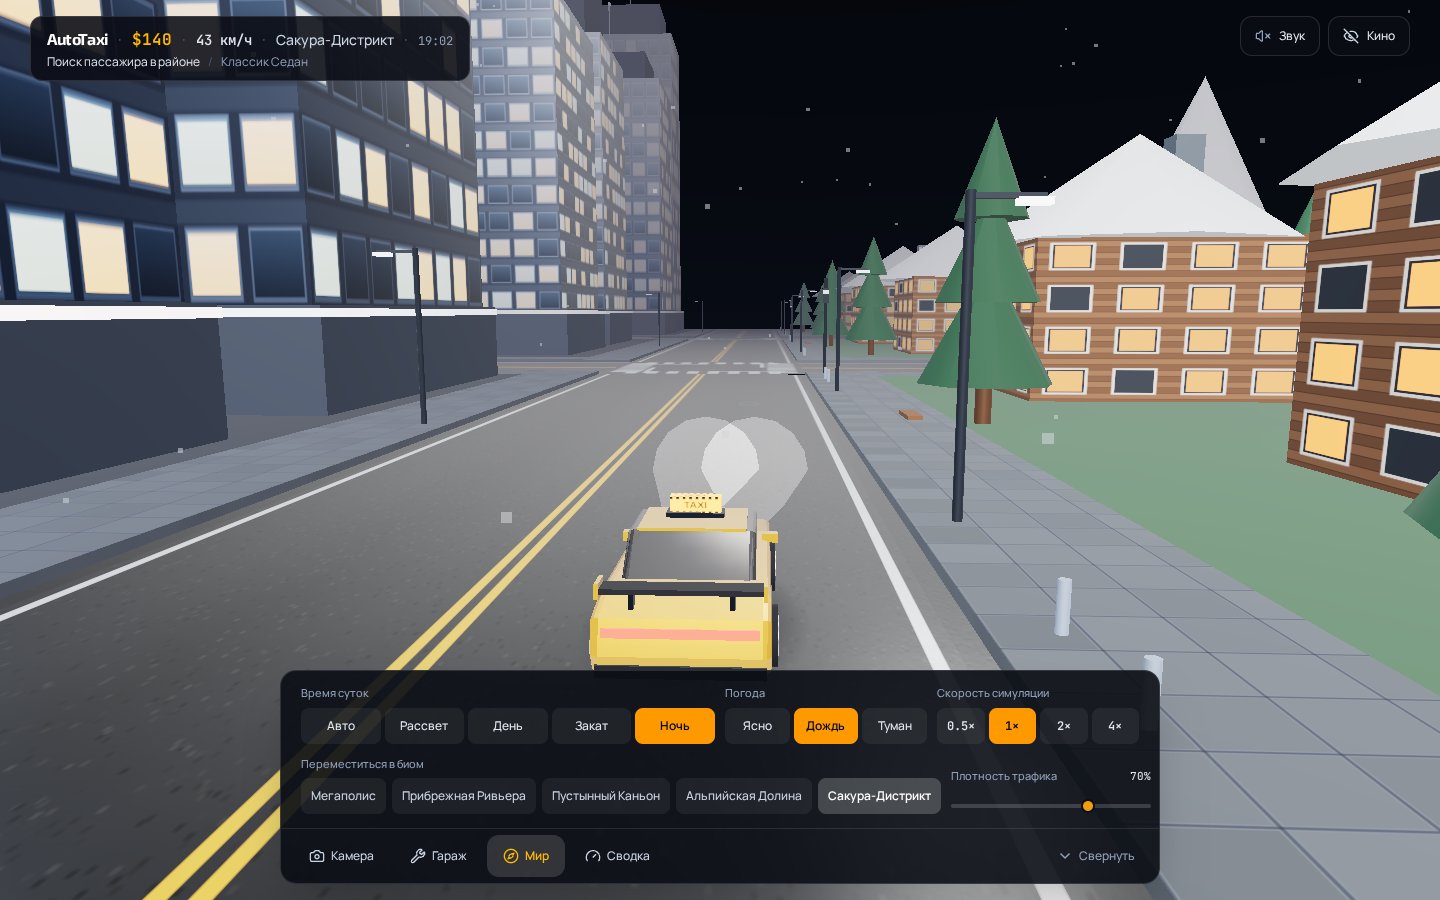 AutoTaxi · $140 · 43 км/ч · Сакура-Дистрикт · 19:02
Поиск пассажира в районе / Классик Седан
Звук
Кино
TAXI
Время суток
Погода
Скорость симуляции
Авто
Рассвет
День
Закат
Ночь
Ясно
Дождь
Туман
0.5×
1×
2×
4×
Переместиться в биом
Плотность трафика
70%
Мегаполис
Прибрежная Ривьера
Пустынный Каньон
Альпийская Долина
Сакура-Дистрикт
Камера
Гараж
Мир
Сводка
Свернуть